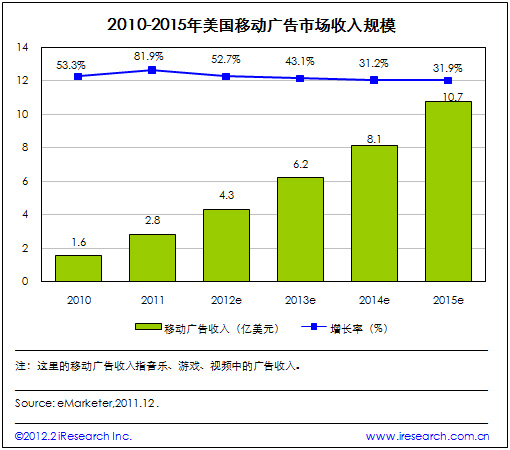 2010-2015年美国移动广告市场收入规模
14
12
10
8
6
4
2
0
53.3%
81.9%
52.7%
43.1%
31.2%
31.9%
1.6
2.8
4.3
6.2
8.1
10.7
2010
2011
2012e
2013e
2014e
2015e
移动广告收入（亿美元）
增长率（%）
注：这里的移动广告收入指音乐、游戏、视频中的广告收入。
Source: eMarketer,2011.12.
©2012.2 iResearch Inc.
www.iresearch.com.cn